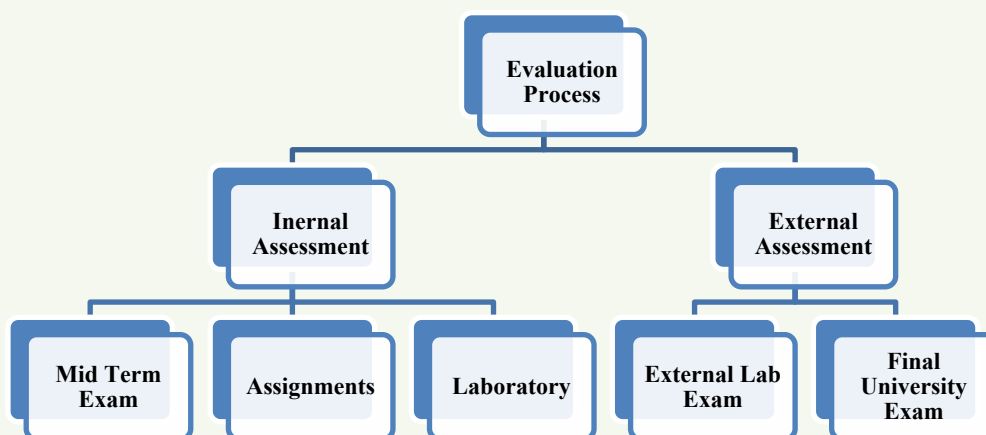 Evaluation
Process
Inernal
Assessment
External
Assessment
Mid Term
Exam
Assignments
Laboratory
External Lab
Exam
Final
University
Exam